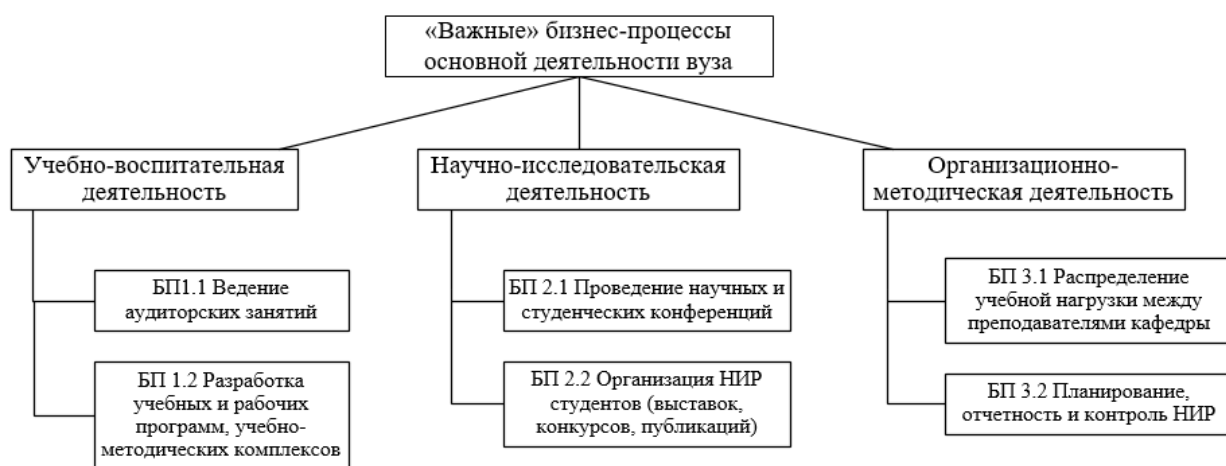 «Важные» бизнес-процессы
основной деятельности вуза
Учебно-воспитательная
деятельность
БП1.1 Ведение
аудиторских занятий
БП 1.2 Разработка
учебных и рабочих
программ, учебно-
методических комплексов
Научно-исследовательская
деятельность
БП 2.1 Проведение научных и
студенческих конференций
БП 2.2 Организация НИР
студентов (выставок,
конкурсов, публикаций)
Организационно-
методическая деятельность
БП 3.1 Распределение
учебной нагрузки между
преподавателями кафедры
БП 3.2 Планирование,
отчетность и контроль НИР